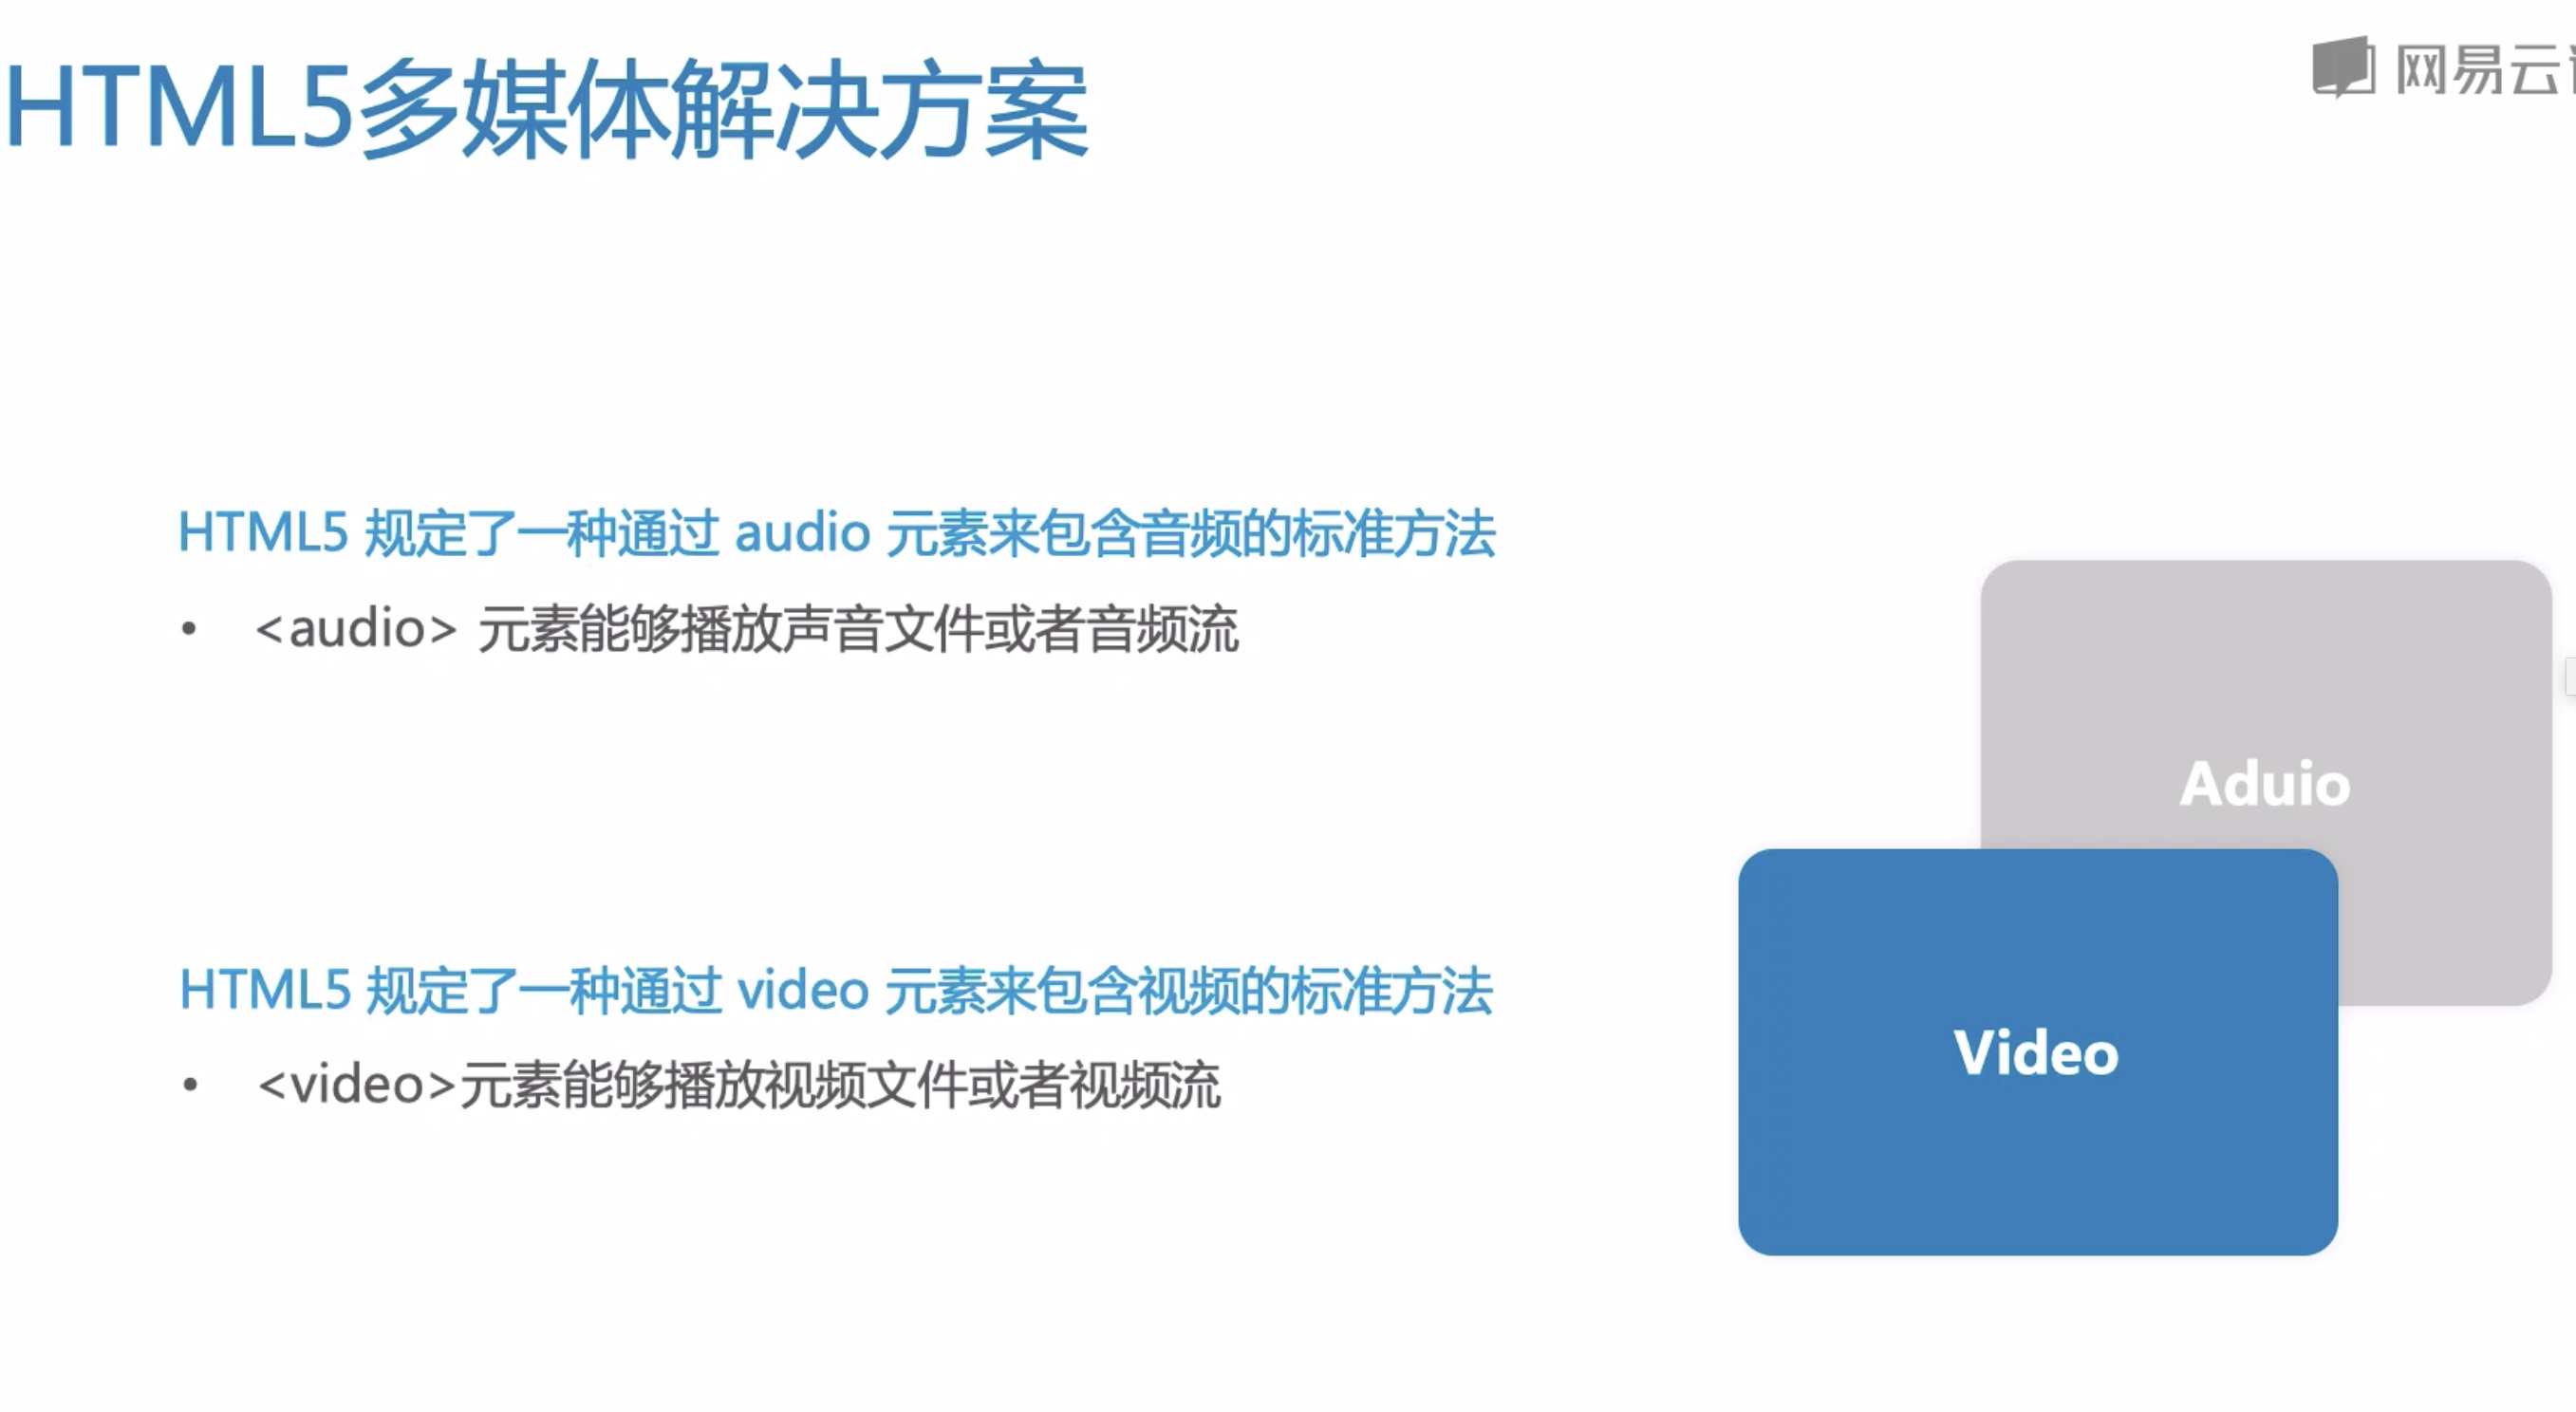 HTML5多媒体解决方案
网易云
HTML5 规定了一种通过 audio 元素来包含音频的标准方法
• <audio> 元素能够播放声音文件或者音频流
Aduio
HTML5 规定了一种通过 video 元素来包含视频的标准方法
• <video>元素能够播放视频文件或者视频流
Video